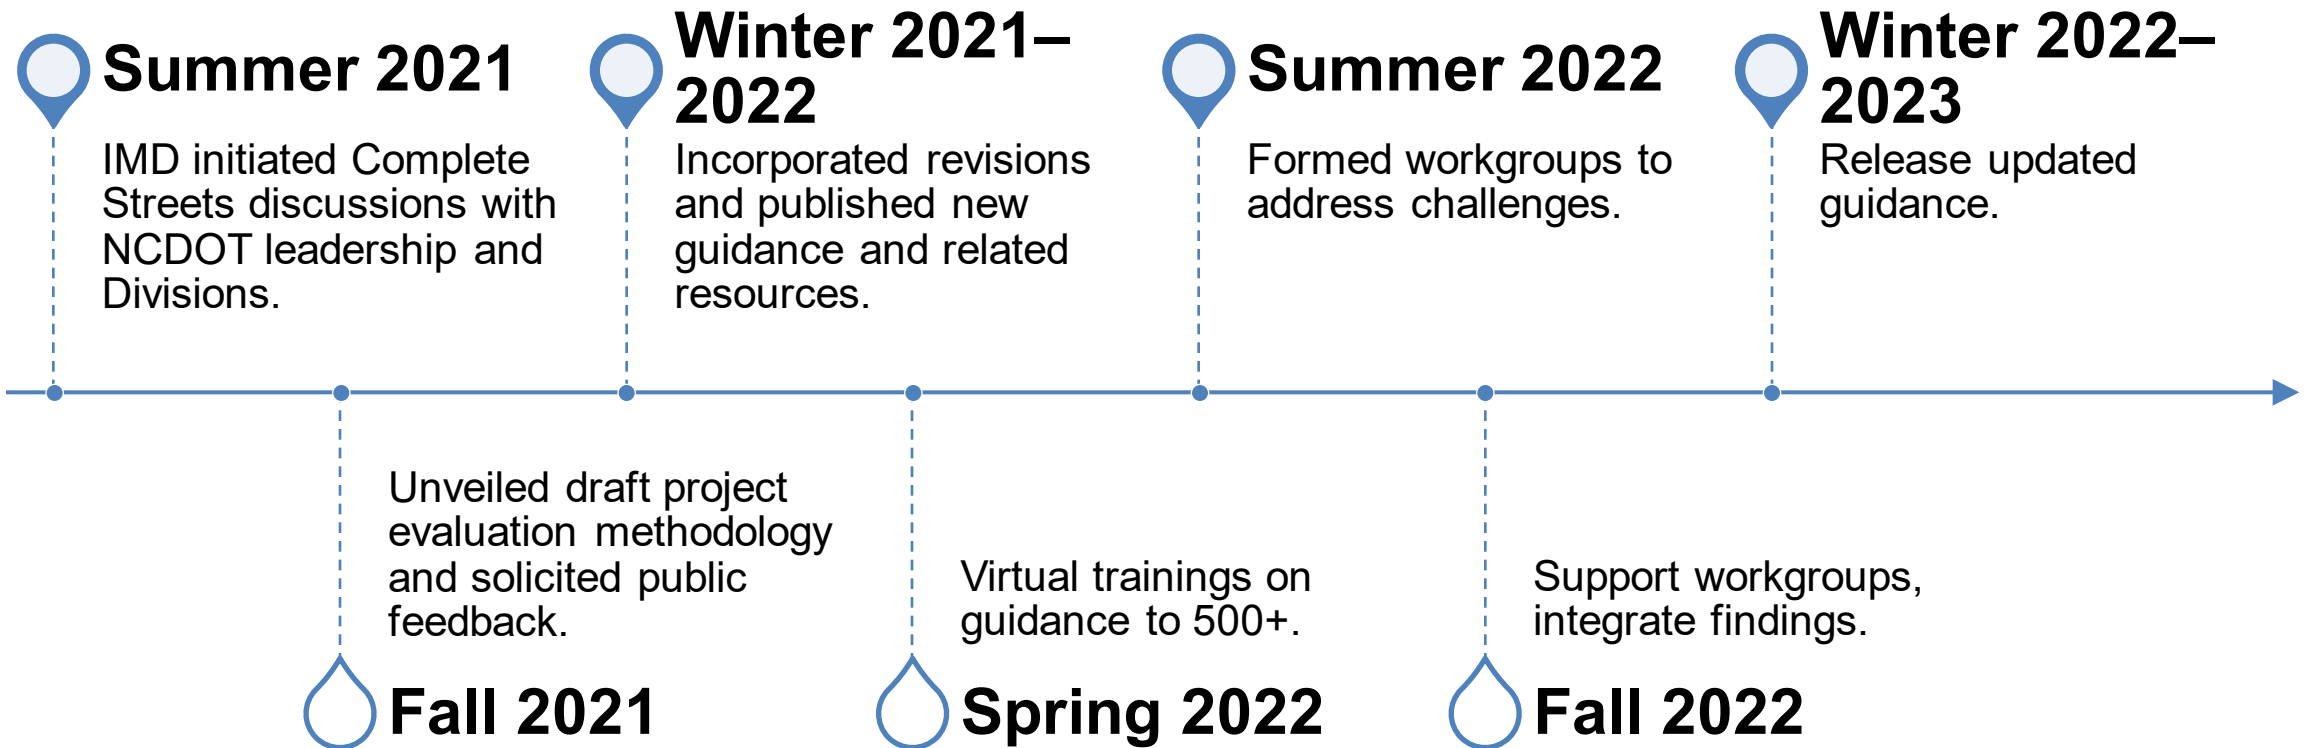 Summer 2021
IMD initiated Complete
Streets discussions with
NCDOT leadership and
Divisions.
Unveiled draft project
evaluation methodology
and solicited public
feedback.
Fall 2021
Winter 2021–
2022
Incorporated revisions
and published new
guidance and related
resources.
Virtual trainings on
guidance to 500+.
Spring 2022
Summer 2022
Formed workgroups to
address challenges.
Support workgroups,
integrate findings.
Fall 2022
Winter 2022–
2023
Release updated
guidance.